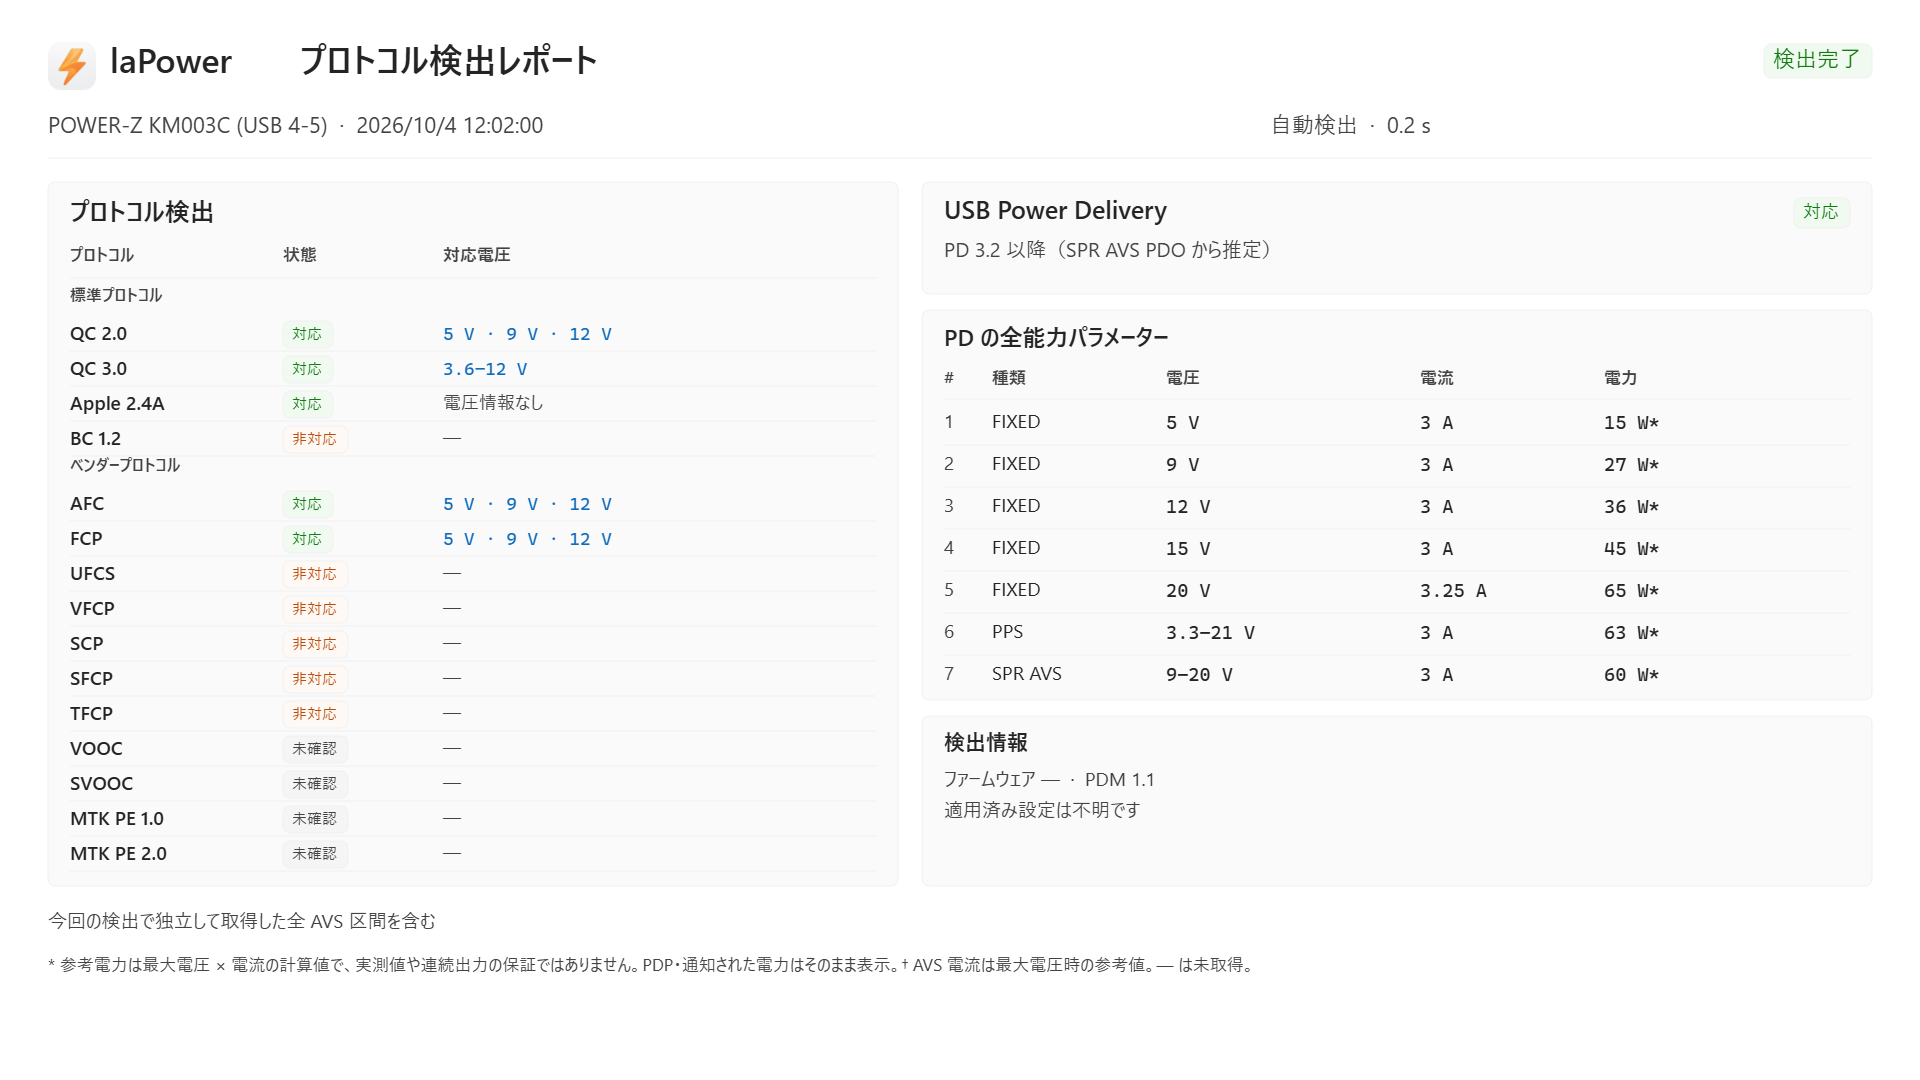 laPower プロトコル検出レポート 検出完了
POWER-Z KM003C (USB 4-5) · 2026/10/4 12:02:00 自動検出 · 0.2 s
プロトコル検出
プロトコル 状態 対応電圧
標準プロトコル
QC 2.0 対応 5 V · 9 V · 12 V
QC 3.0 対応 3.6–12 V
Apple 2.4A 対応 電圧情報なし
BC 1.2 非対応 —
ベンダープロトコル
AFC 対応 5 V · 9 V · 12 V
FCP 対応 5 V · 9 V · 12 V
UFCS 非対応 —
VFCP 非対応 —
SCP 非対応 —
SFCP 非対応 —
TFCP 非対応 —
VOOC 未確認 —
SVOOC 未確認 —
MTK PE 1.0 未確認 —
MTK PE 2.0 未確認 —
USB Power Delivery 対応
PD 3.2 以降（SPR AVS PDO から推定）
PD の全能力パラメーター
# 種類 電圧 電流 電力
1 FIXED 5 V 3 A 15 W*
2 FIXED 9 V 3 A 27 W*
3 FIXED 12 V 3 A 36 W*
4 FIXED 15 V 3 A 45 W*
5 FIXED 20 V 3.25 A 65 W*
6 PPS 3.3–21 V 3 A 63 W*
7 SPR AVS 9–20 V 3 A 60 W*
検出情報
ファームウェア — · PDM 1.1
適用済み設定は不明です
今回の検出で独立して取得した全 AVS 区間を含む
* 参考電力は最大電圧 × 電流の計算値で、実測値や連続出力の保証ではありません。PDP・通知された電力はそのまま表示。† AVS 電流は最大電圧時の参考値。— は未取得。